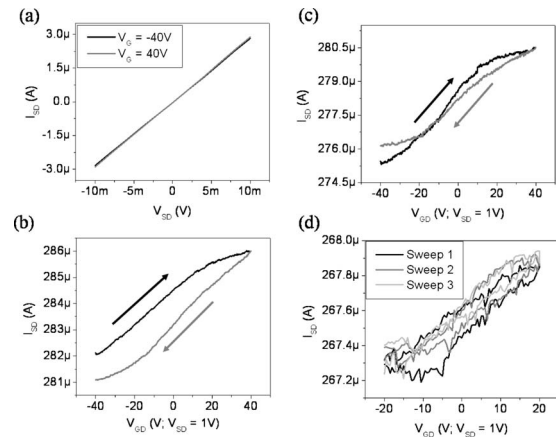 (a)
3.0µ
1.5µ
0.0
-1.5µ
-3.0µ
I_SD (A)
V_G = -40V
V_G = 40V
-10m -5m 0 5m 10m
V_SD (V)
(b)
286µ
285µ
284µ
283µ
282µ
281µ
I_SD (A)
-40 -20 0 20 40
V_GD (V; V_SD = 1V)
(c)
280.5µ
279.0µ
277.5µ
276.0µ
274.5µ
I_SD (A)
-40 -20 0 20 40
V_GD (V; V_SD = 1V)
(d)
268.0µ
267.8µ
267.6µ
267.4µ
267.2µ
I_SD (A)
Sweep 1
Sweep 2
Sweep 3
-20 -10 0 10 20
V_GD (V; V_SD = 1V)